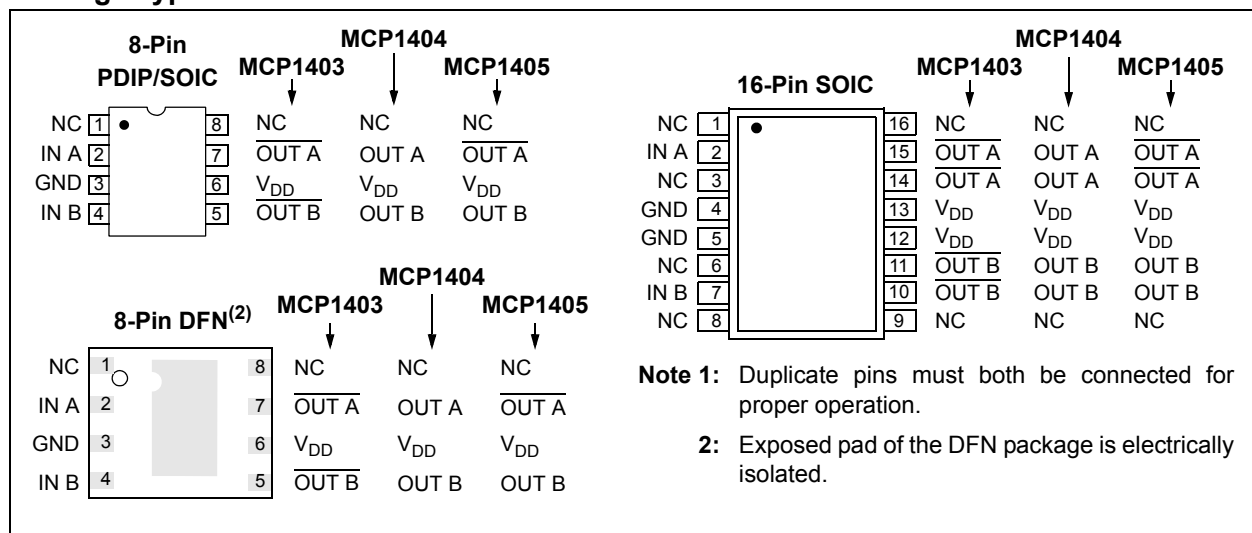 8-Pin
PDIP/SOIC
MCP1403
MCP1404
MCP1405
NC 1 8 NC NC NC
IN A 2 7 OUT A OUT A OUT A
GND 3 6 VDD VDD VDD
IN B 4 5 OUT B OUT B OUT B
8-Pin DFN(2)
MCP1403
MCP1404
MCP1405
NC 1 8 NC NC NC
IN A 2 7 OUT A OUT A OUT A
GND 3 6 VDD VDD VDD
IN B 4 5 OUT B OUT B OUT B
16-Pin SOIC
MCP1403
MCP1404
MCP1405
NC 1 16 NC NC NC
IN A 2 15 OUT A OUT A OUT A
NC 3 14 OUT A OUT A OUT A
GND 4 13 VDD VDD VDD
GND 5 12 VDD VDD VDD
NC 6 11 OUT B OUT B OUT B
IN B 7 10 OUT B OUT B OUT B
NC 8 9 NC NC NC
Note 1: Duplicate pins must both be connected for
proper operation.
2: Exposed pad of the DFN package is electrically
isolated.